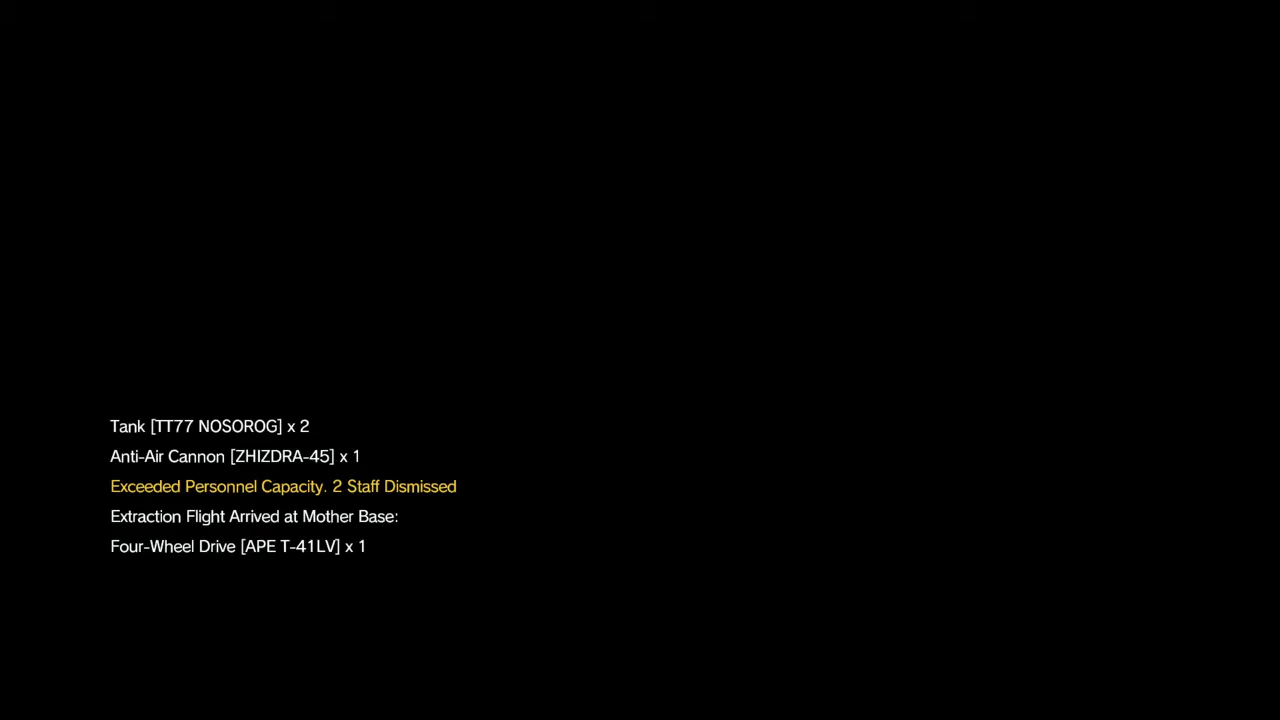 Tank [TT77 NOSOROG] x 2
Anti-Air Cannon [ZHIZDRA-45] x 1
Exceeded Personnel Capacity. 2 Staff Dismissed
Extraction Flight Arrived at Mother Base:
Four-Wheel Drive [APE T-41LV] x 1